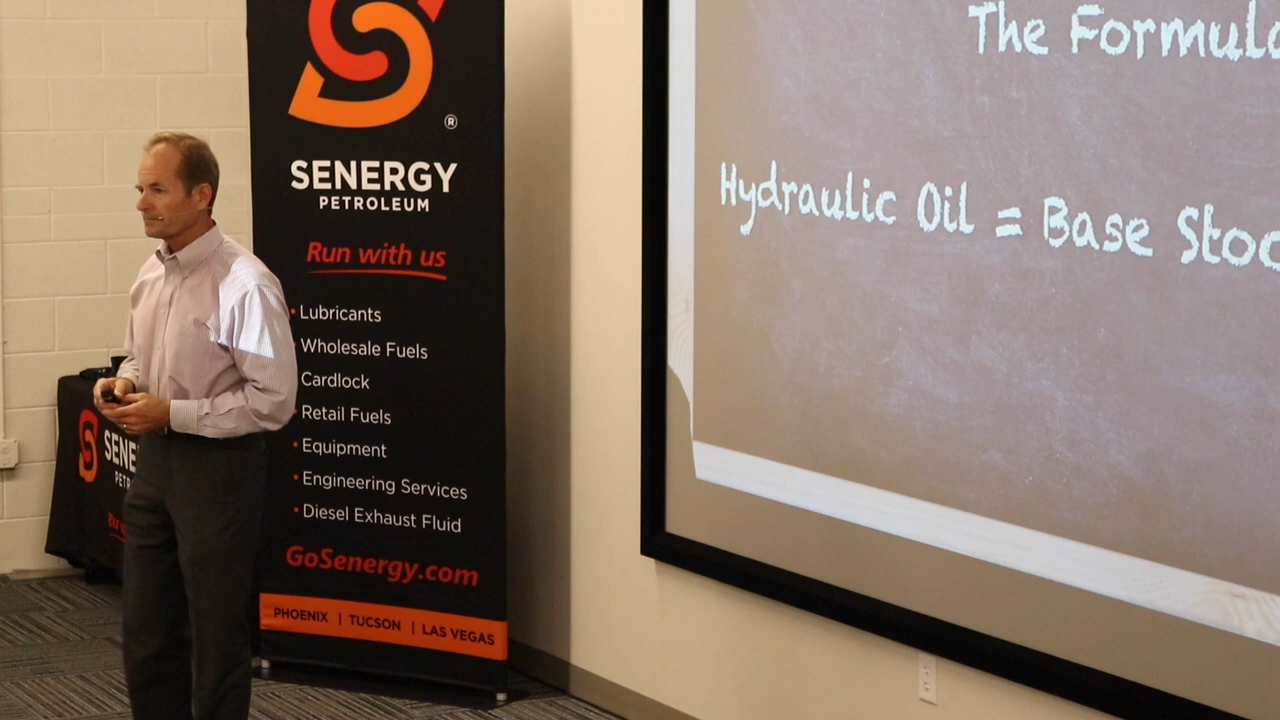 ®
SENERGY
PETROLEUM
Run with us
• Lubricants
• Wholesale Fuels
Cardlock
• Retail Fuels
• Equipment
• Engineering Services
• Diesel Exhaust Fluid
GoSenergy.com
PHOENIX | TUCSON | LAS VEGAS
SENE
PETR
The Formul
Hydraulic Oil = Base Stoc